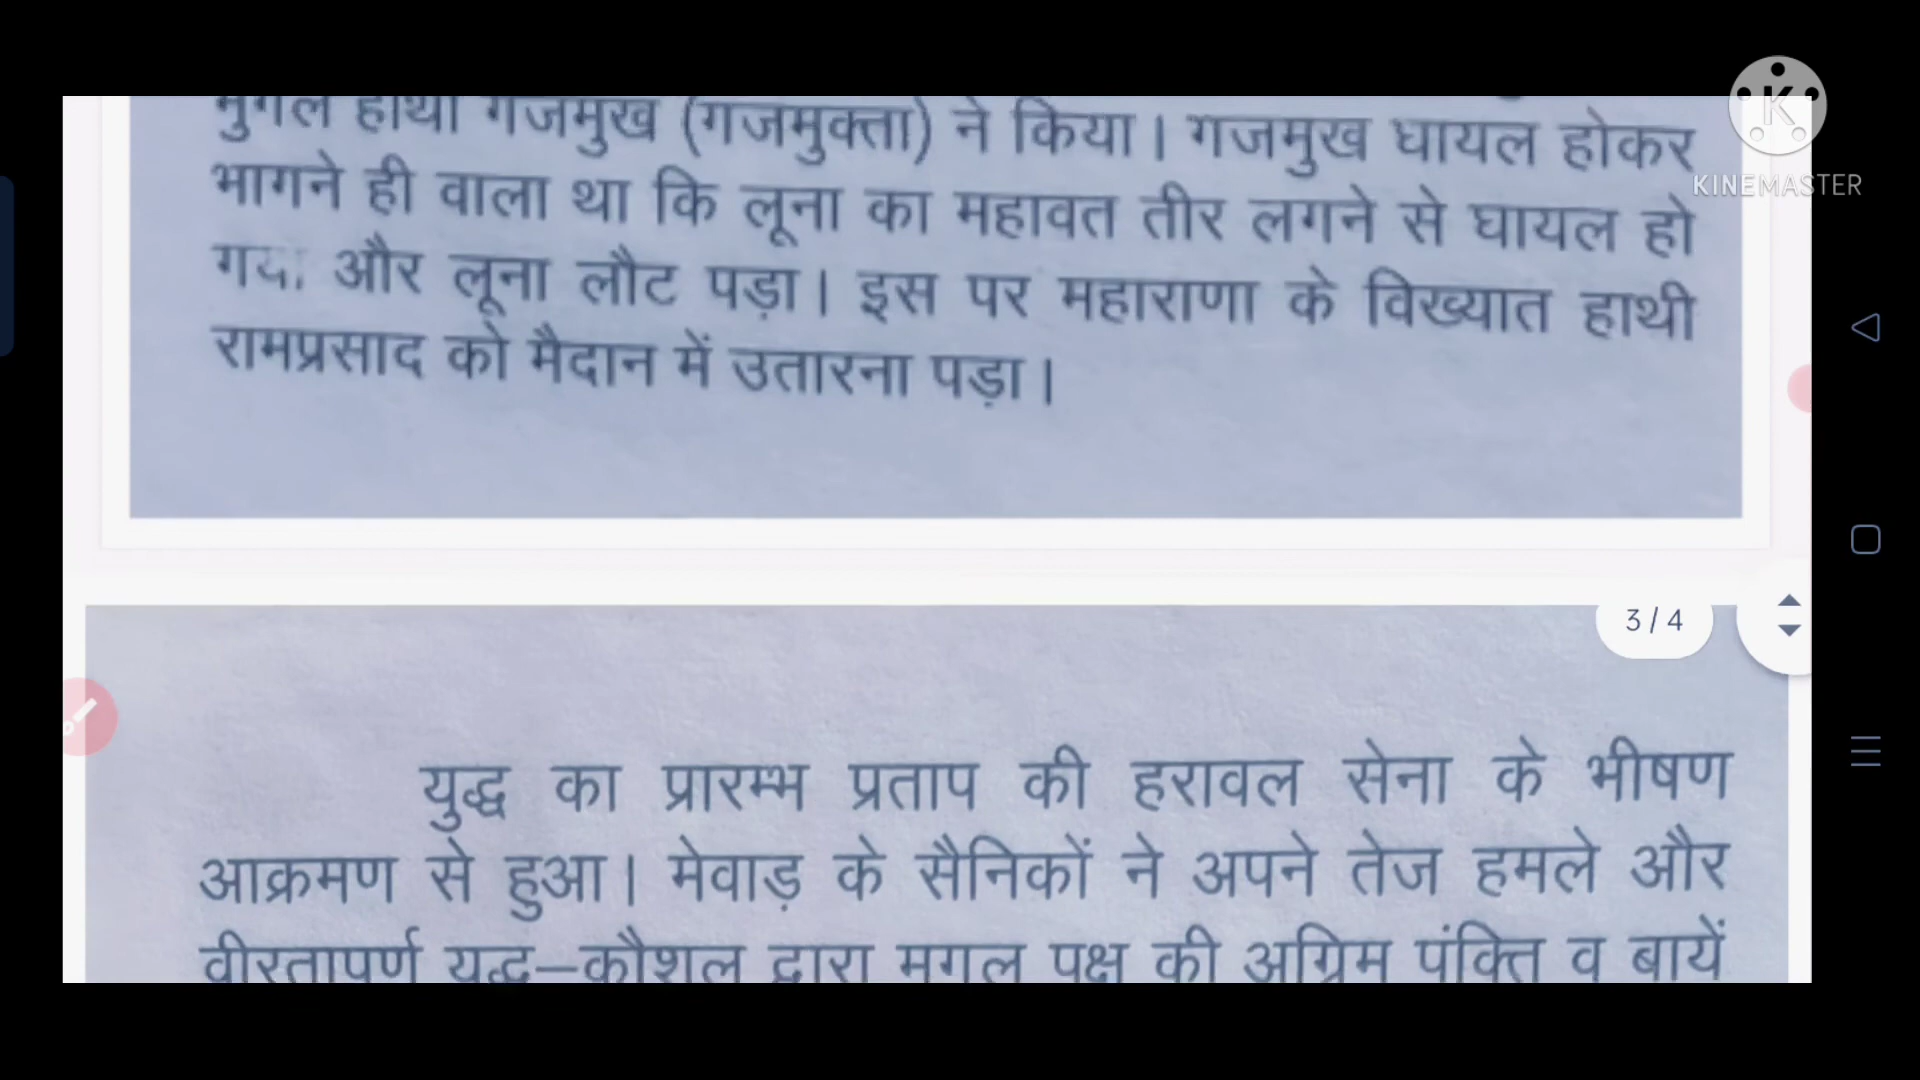 मुगल हाथी गजमुख (गजमुक्ता) ने किया। गजमुख घायल होकर
भागने ही वाला था कि लूना का महावत तीर लगने से घायल हो
और लूना लौट पड़ा। इस पर महाराणा के विख्यात हाथी
रामप्रसाद को मैदान में उतारना पड़ा।
युद्ध का प्रारम्भ प्रताप की हरावल सेना के भीषण
आक्रमण से हुआ। मेवाड़ के सैनिकों ने अपने तेज हमले और
वीरतापूर्ण युद्ध–कौशल द्वारा मुगल पक्ष की अग्रिम पंक्ति व बायें
3 / 4
K
KINEMASTER